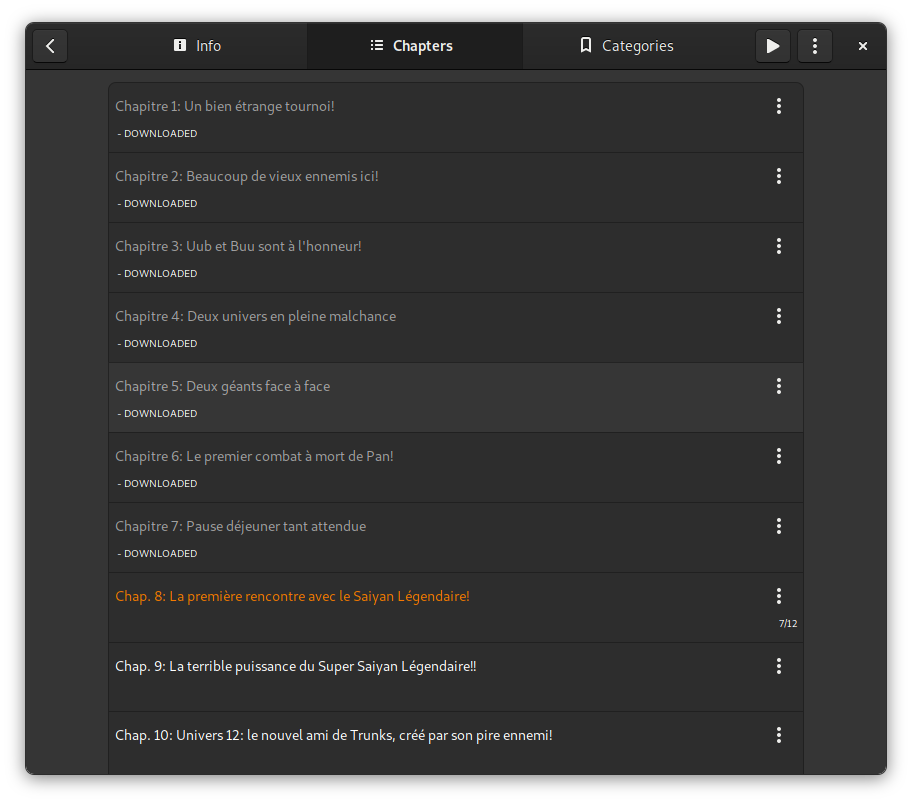 Info
Chapters
Categories
Chapitre 1: Un bien étrange tournoi!
- DOWNLOADED
Chapitre 2: Beaucoup de vieux ennemis ici!
- DOWNLOADED
Chapitre 3: Uub et Buu sont à l'honneur!
- DOWNLOADED
Chapitre 4: Deux univers en pleine malchance
- DOWNLOADED
Chapitre 5: Deux géants face à face
- DOWNLOADED
Chapitre 6: Le premier combat à mort de Pan!
- DOWNLOADED
Chapitre 7: Pause déjeuner tant attendue
- DOWNLOADED
Chap. 8: La première rencontre avec le Saiyan Légendaire!
7/12
Chap. 9: La terrible puissance du Super Saiyan Légendaire!!
Chap. 10: Univers 12: le nouvel ami de Trunks, créé par son pire ennemi!